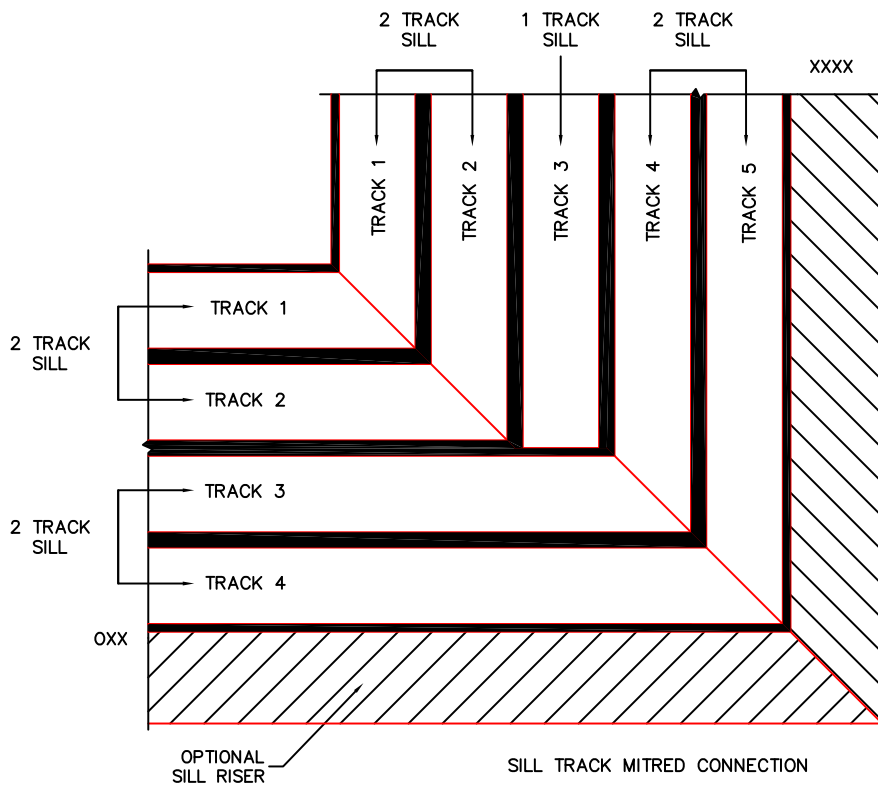 2 TRACK
SILL
1 TRACK
SILL
2 TRACK
SILL
XXXX
TRACK 1
TRACK 2
TRACK 3
TRACK 4
TRACK 5
2 TRACK
SILL
TRACK 1
TRACK 2
2 TRACK
SILL
TRACK 3
TRACK 4
OXX
OPTIONAL
SILL RISER
SILL TRACK MITRED CONNECTION